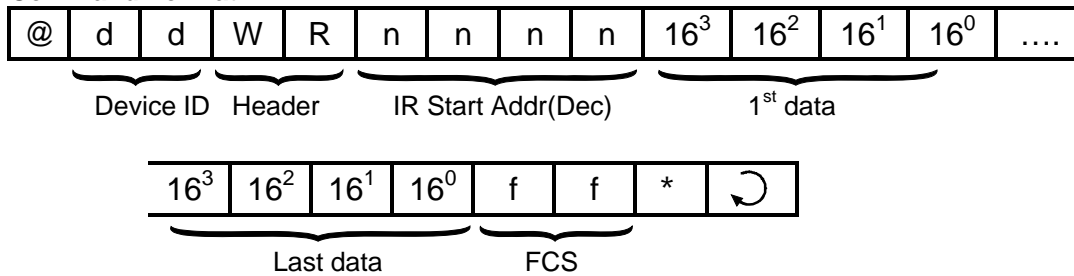 @ d d W R n n n n 16³ 16² 16¹ 16⁰ ....
Device ID Header IR Start Addr(Dec) 1st data
16³ 16² 16¹ 16⁰ f f *
Last data FCS